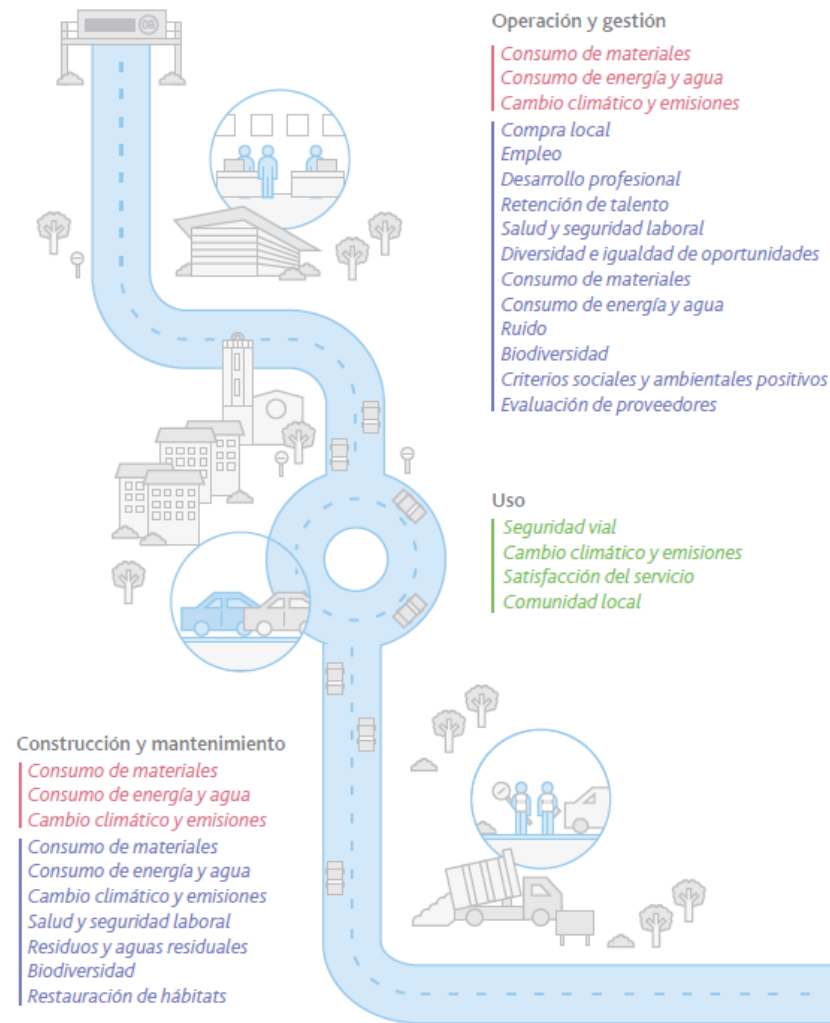 Operación y gestión
Consumo de materiales
Consumo de energía y agua
Cambio climático y emisiones
Compra local
Empleo
Desarrollo profesional
Retención de talento
Salud y seguridad laboral
Diversidad e igualdad de oportunidades
Consumo de materiales
Consumo de energía y agua
Ruido
Biodiversidad
Criterios sociales y ambientales positivos
Evaluación de proveedores
Uso
Seguridad vial
Cambio climático y emisiones
Satisfacción del servicio
Comunidad local
Construcción y mantenimiento
Consumo de materiales
Consumo de energía y agua
Cambio climático y emisiones
Consumo de materiales
Consumo de energía y agua
Cambio climático y emisiones
Salud y seguridad laboral
Residuos y aguas residuales
Biodiversidad
Restauración de hábitats